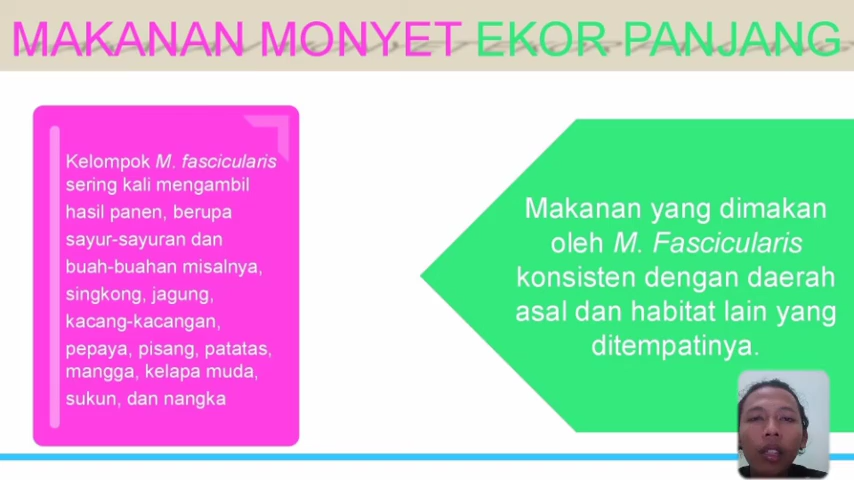 MAKANAN MONYET EKOR PANJANG
Kelompok M. fascicularis
sering kali mengambil
hasil panen, berupa
sayur-sayuran dan
buah-buahan misalnya,
singkong, jagung,
kacang-kacangan,
pepaya, pisang, patatas,
mangga, kelapa muda,
sukun, dan nangka
Makanan yang dimakan
oleh M. Fascicularis
konsisten dengan daerah
asal dan habitat lain yang
ditempatinya.